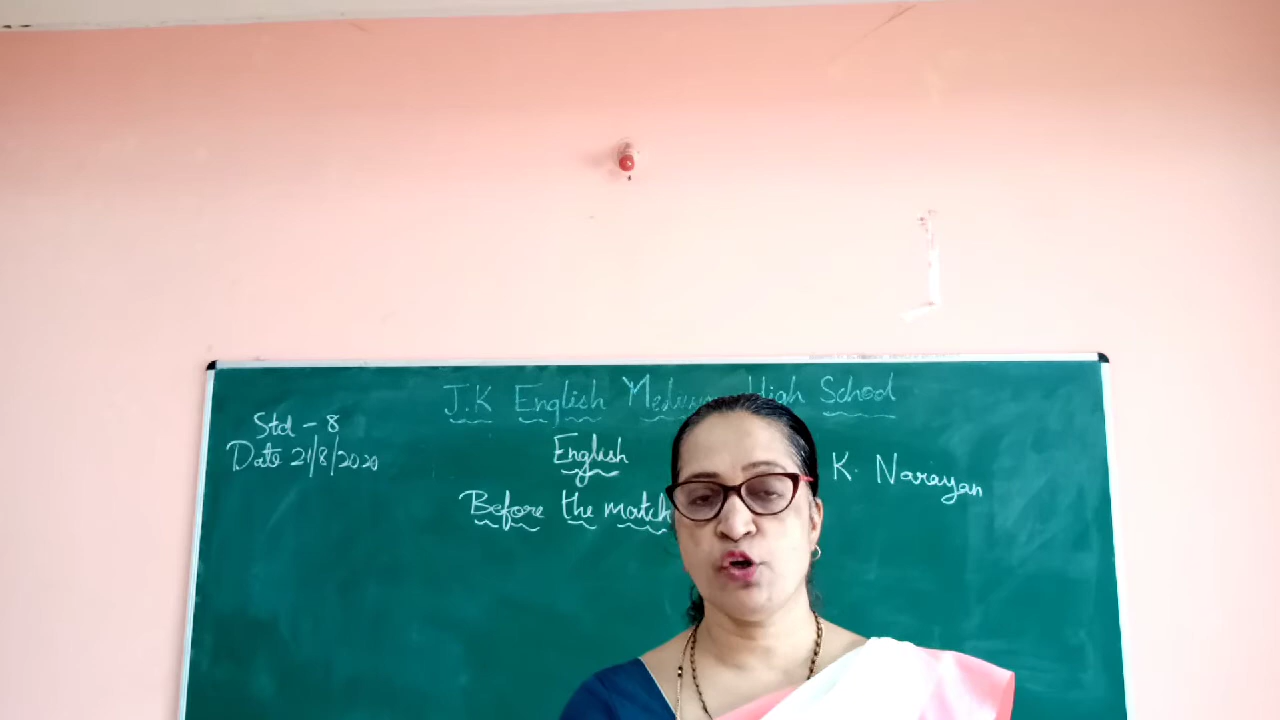 J.K English Medium High School
Std - 8
Date 21/8/2020
English
K. Narayan
Before the match